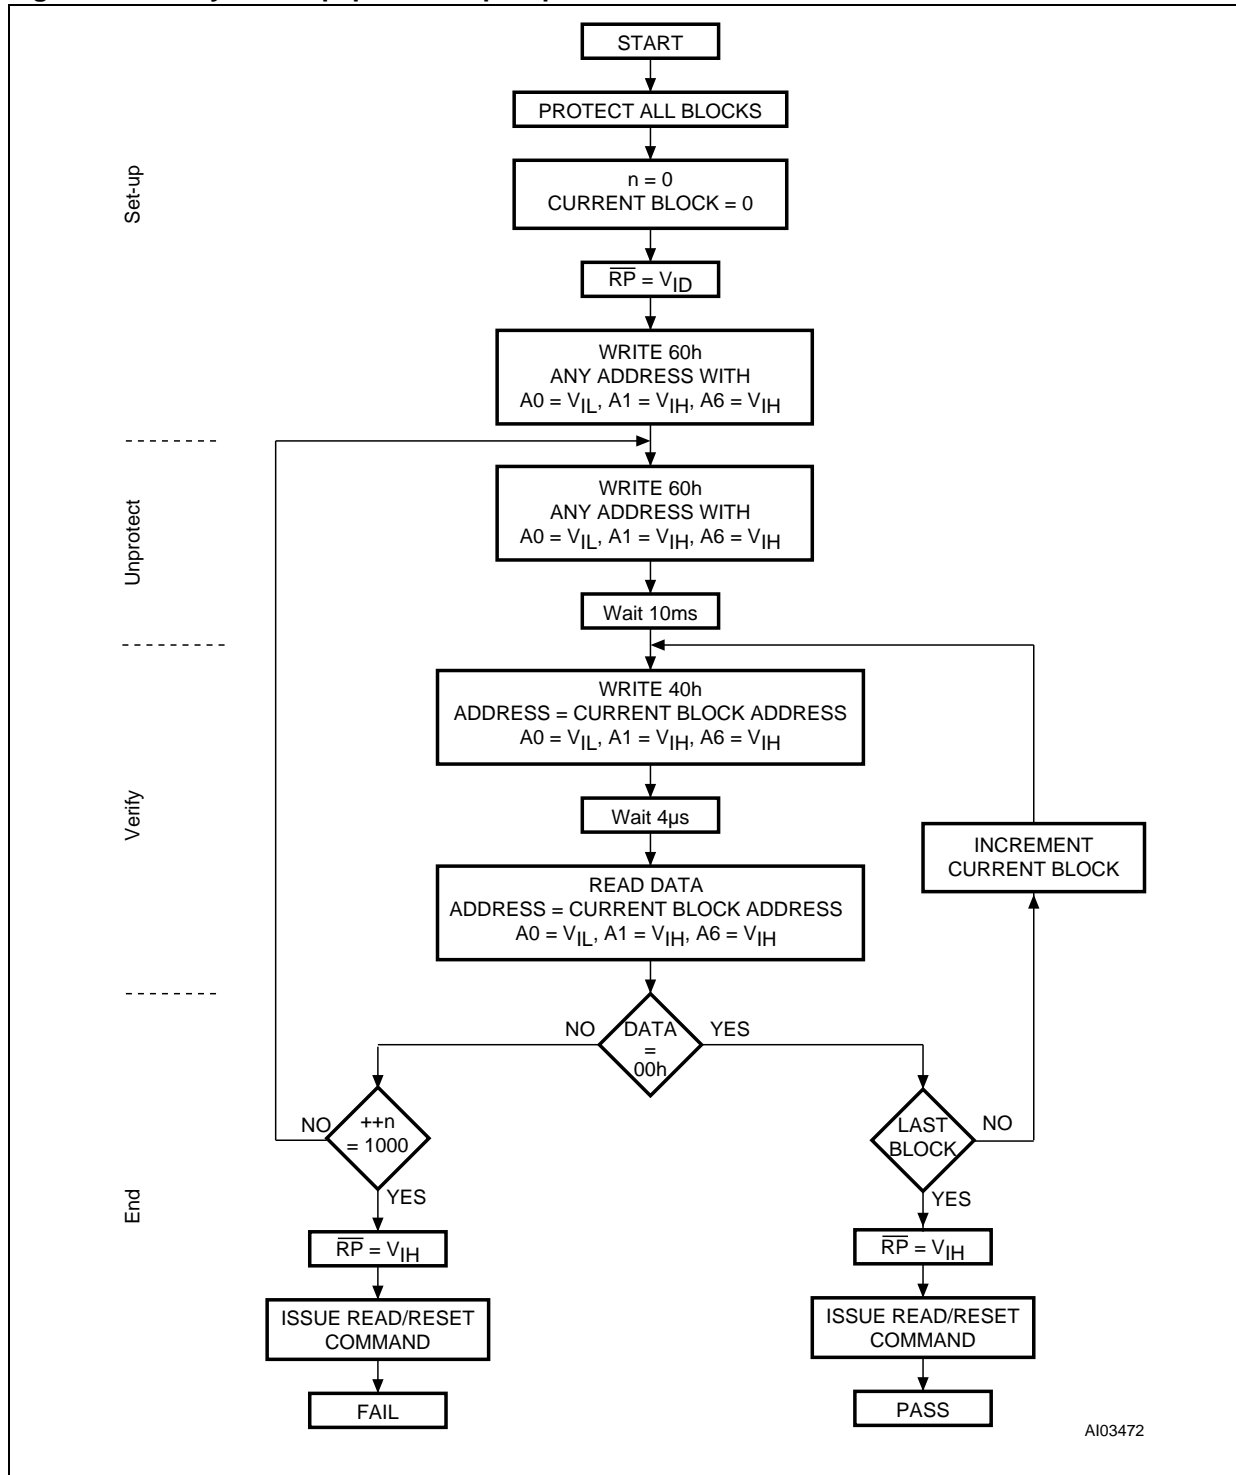 START
PROTECT ALL BLOCKS
Set-up
n = 0
CURRENT BLOCK = 0
RP = VID
WRITE 60h
ANY ADDRESS WITH
A0 = VIL, A1 = VIH, A6 = VIH
Unprotect
WRITE 60h
ANY ADDRESS WITH
A0 = VIL, A1 = VIH, A6 = VIH
Wait 10ms
Verify
WRITE 40h
ADDRESS = CURRENT BLOCK ADDRESS
A0 = VIL, A1 = VIH, A6 = VIH
Wait 4µs
INCREMENT
CURRENT BLOCK
READ DATA
ADDRESS = CURRENT BLOCK ADDRESS
A0 = VIL, A1 = VIH, A6 = VIH
NO
DATA
=
00h
YES
End
NO
++n
= 1000
YES
LAST
BLOCK
NO
YES
RP = VIH
RP = VIH
ISSUE READ/RESET
COMMAND
ISSUE READ/RESET
COMMAND
FAIL
PASS
AI03472